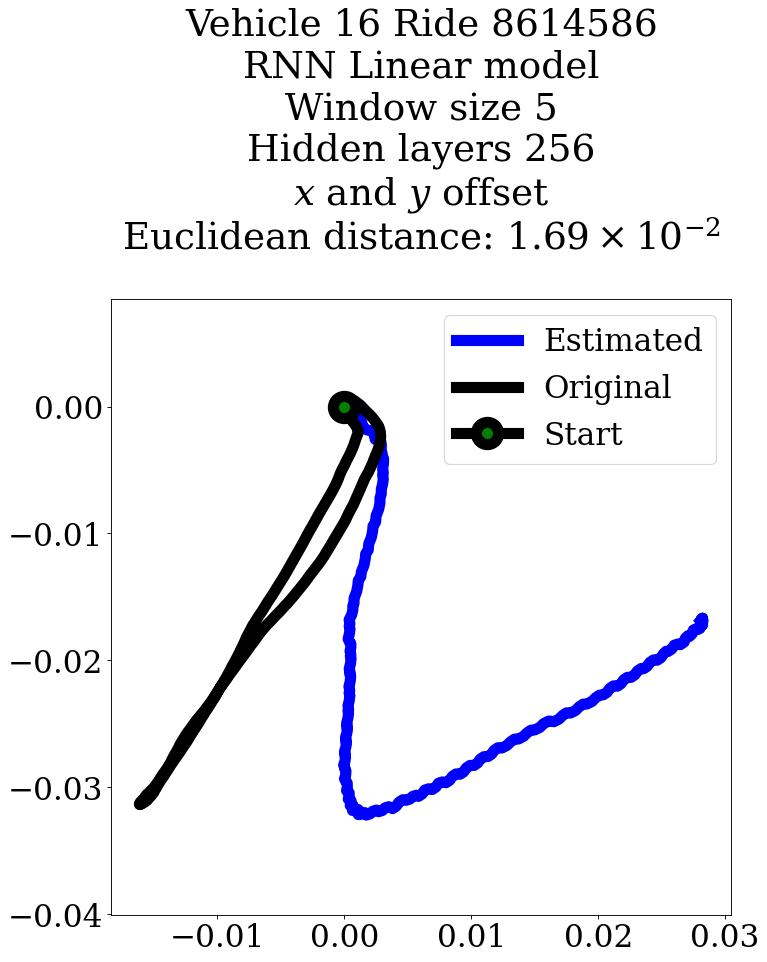 Vehicle 16 Ride 8614586
RNN Linear model
Window size 5
Hidden layers 256
x and y offset
Euclidean distance: 1.69 × 10⁻²
Estimated
Original
Start
0.00
−0.01
−0.02
−0.03
−0.04
−0.01 0.00 0.01 0.02 0.03